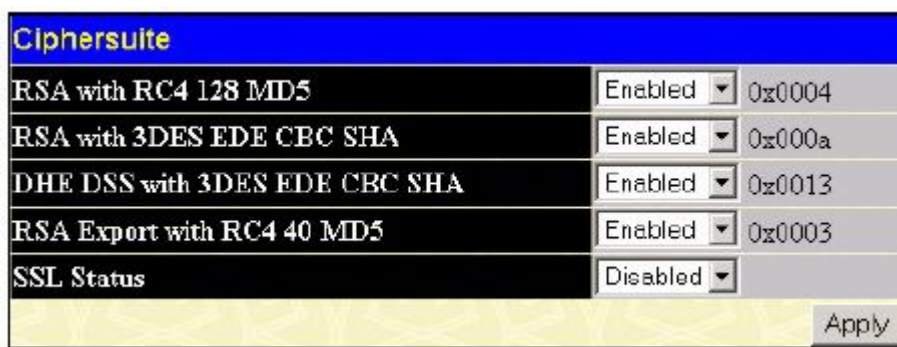 Ciphersuite
RSA with RC4 128 MD5 Enabled 0x0004
RSA with 3DES EDE CBC SHA Enabled 0x000a
DHE DSS with 3DES EDE CBC SHA Enabled 0x0013
RSA Export with RC4 40 MD5 Enabled 0x0003
SSL Status Disabled
Apply